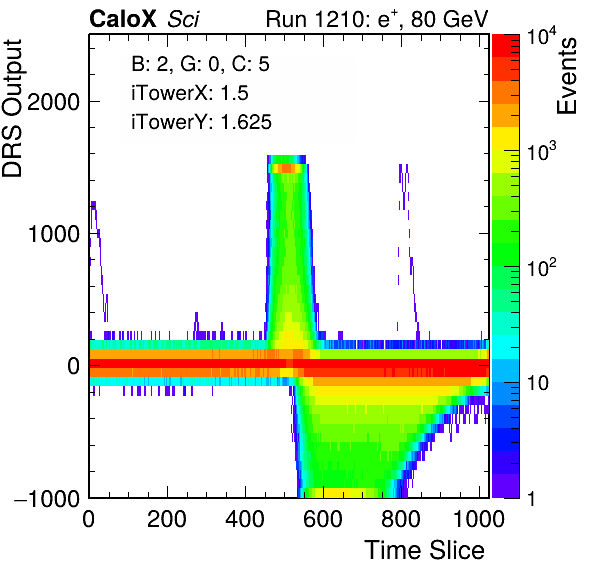 CaloX Sci Run 1210: e⁺, 80 GeV
B: 2, G: 0, C: 5
iTowerX: 1.5
iTowerY: 1.625
DRS Output
2000
1000
0
−1000
0 200 400 600 800 1000
Time Slice
Events
10⁴
10³
10²
10
1